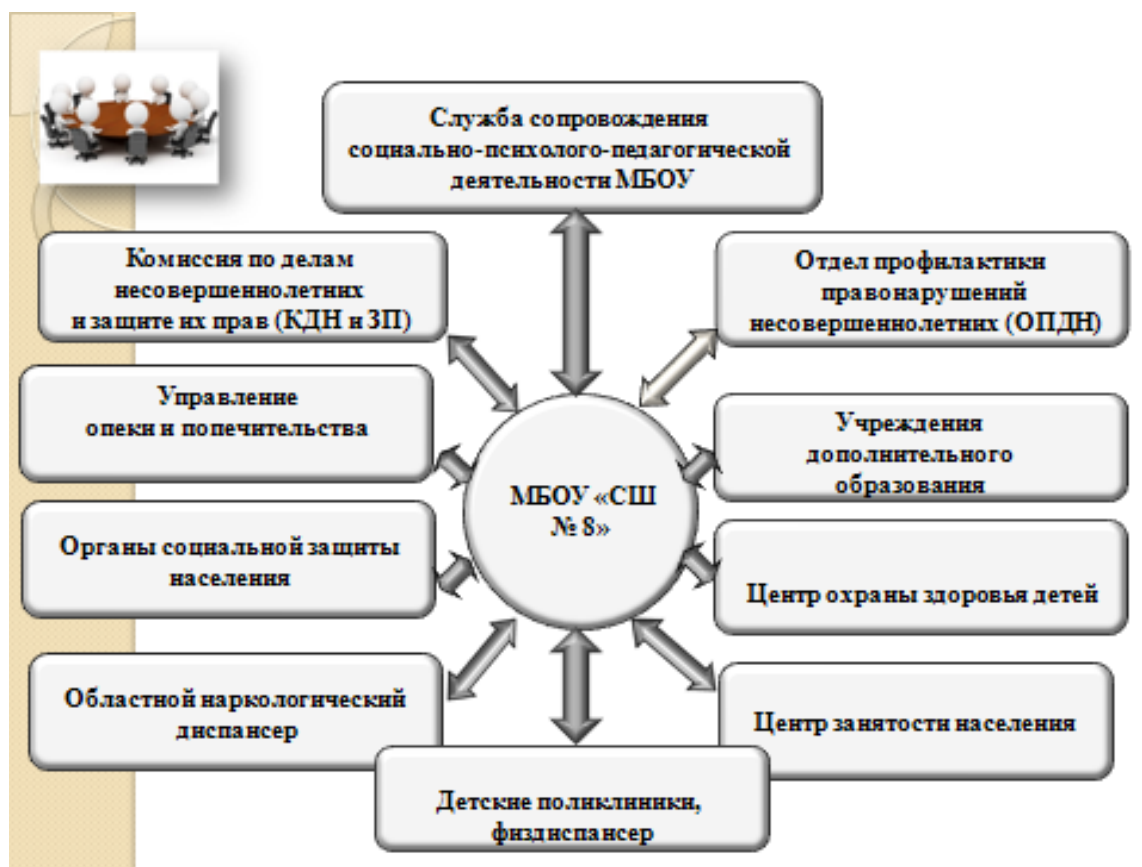 Служба сопровождения
социально-психолого-педагогической
деятельности МБОУ
Комиссия по делам
несовершеннолетних
и защите их прав (КДН и ЗП)
Отдел профилактики
правонарушений
несовершеннолетних (ОПДН)
Управление
опеки и попечительства
Учреждения
дополнительного
образования
МБОУ «СШ
№ 8»
Органы социальной защиты
населения
Центр охраны здоровья детей
Областной наркологический
диспансер
Центр занятости населения
Детские поликлиники,
физдиспансер